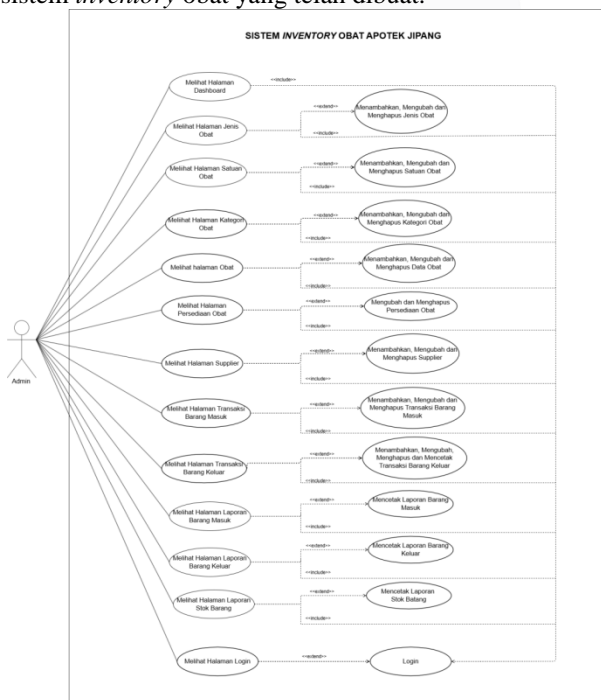 sistem inventory obat yang telah dibuat.
SISTEM INVENTORY OBAT APOTEK JIPANG
Melihat Halaman
Dashboard
<<include>>
Melihat Halaman Jenis
Obat
<<extend>>
Menambahkan, Mengubah dan
Menghapus Jenis Obat
<<include>>
Melihat Halaman Satuan
Obat
<<extend>>
Menambahkan, Mengubah dan
Menghapus Satuan Obat
<<include>>
Melihat Halaman Kategori
Obat
<<extend>>
Menambahkan, Mengubah dan
Menghapus Kategori Obat
<<include>>
Melihat halaman Obat
<<extend>>
Menambahkan, Mengubah dan
Menghapus Data Obat
<<include>>
Melihat Halaman
Persediaan Obat
<<extend>>
Mengubah dan Menghapus
Persediaan Obat
<<include>>
Admin
Melihat Halaman Supplier
<<extend>>
Menambahkan, Mengubah dan
Menghapus Supplier
<<include>>
Melihat Halaman Transaksi
Barang Masuk
<<extend>>
Menambahkan, Mengubah dan
Menghapus Transaksi Barang
Masuk
<<include>>
Melihat Halaman Transaksi
Barang Keluar
<<extend>>
Menambahkan, Mengubah,
Menghapus dan Mencetak
Transaksi Barang Keluar
<<include>>
Melihat Halaman Laporan
Barang Masuk
<<extend>>
Mencetak Laporan Barang
Masuk
<<include>>
Melihat Halaman Laporan
Barang Keluar
<<extend>>
Mencetak Laporan Barang
Keluar
<<include>>
Melihat Halaman Laporan
Stok Barang
<<extend>>
Mencetak Laporan
Stok Batang
<<include>>
Melihat Halaman Login
<<extend>>
Login